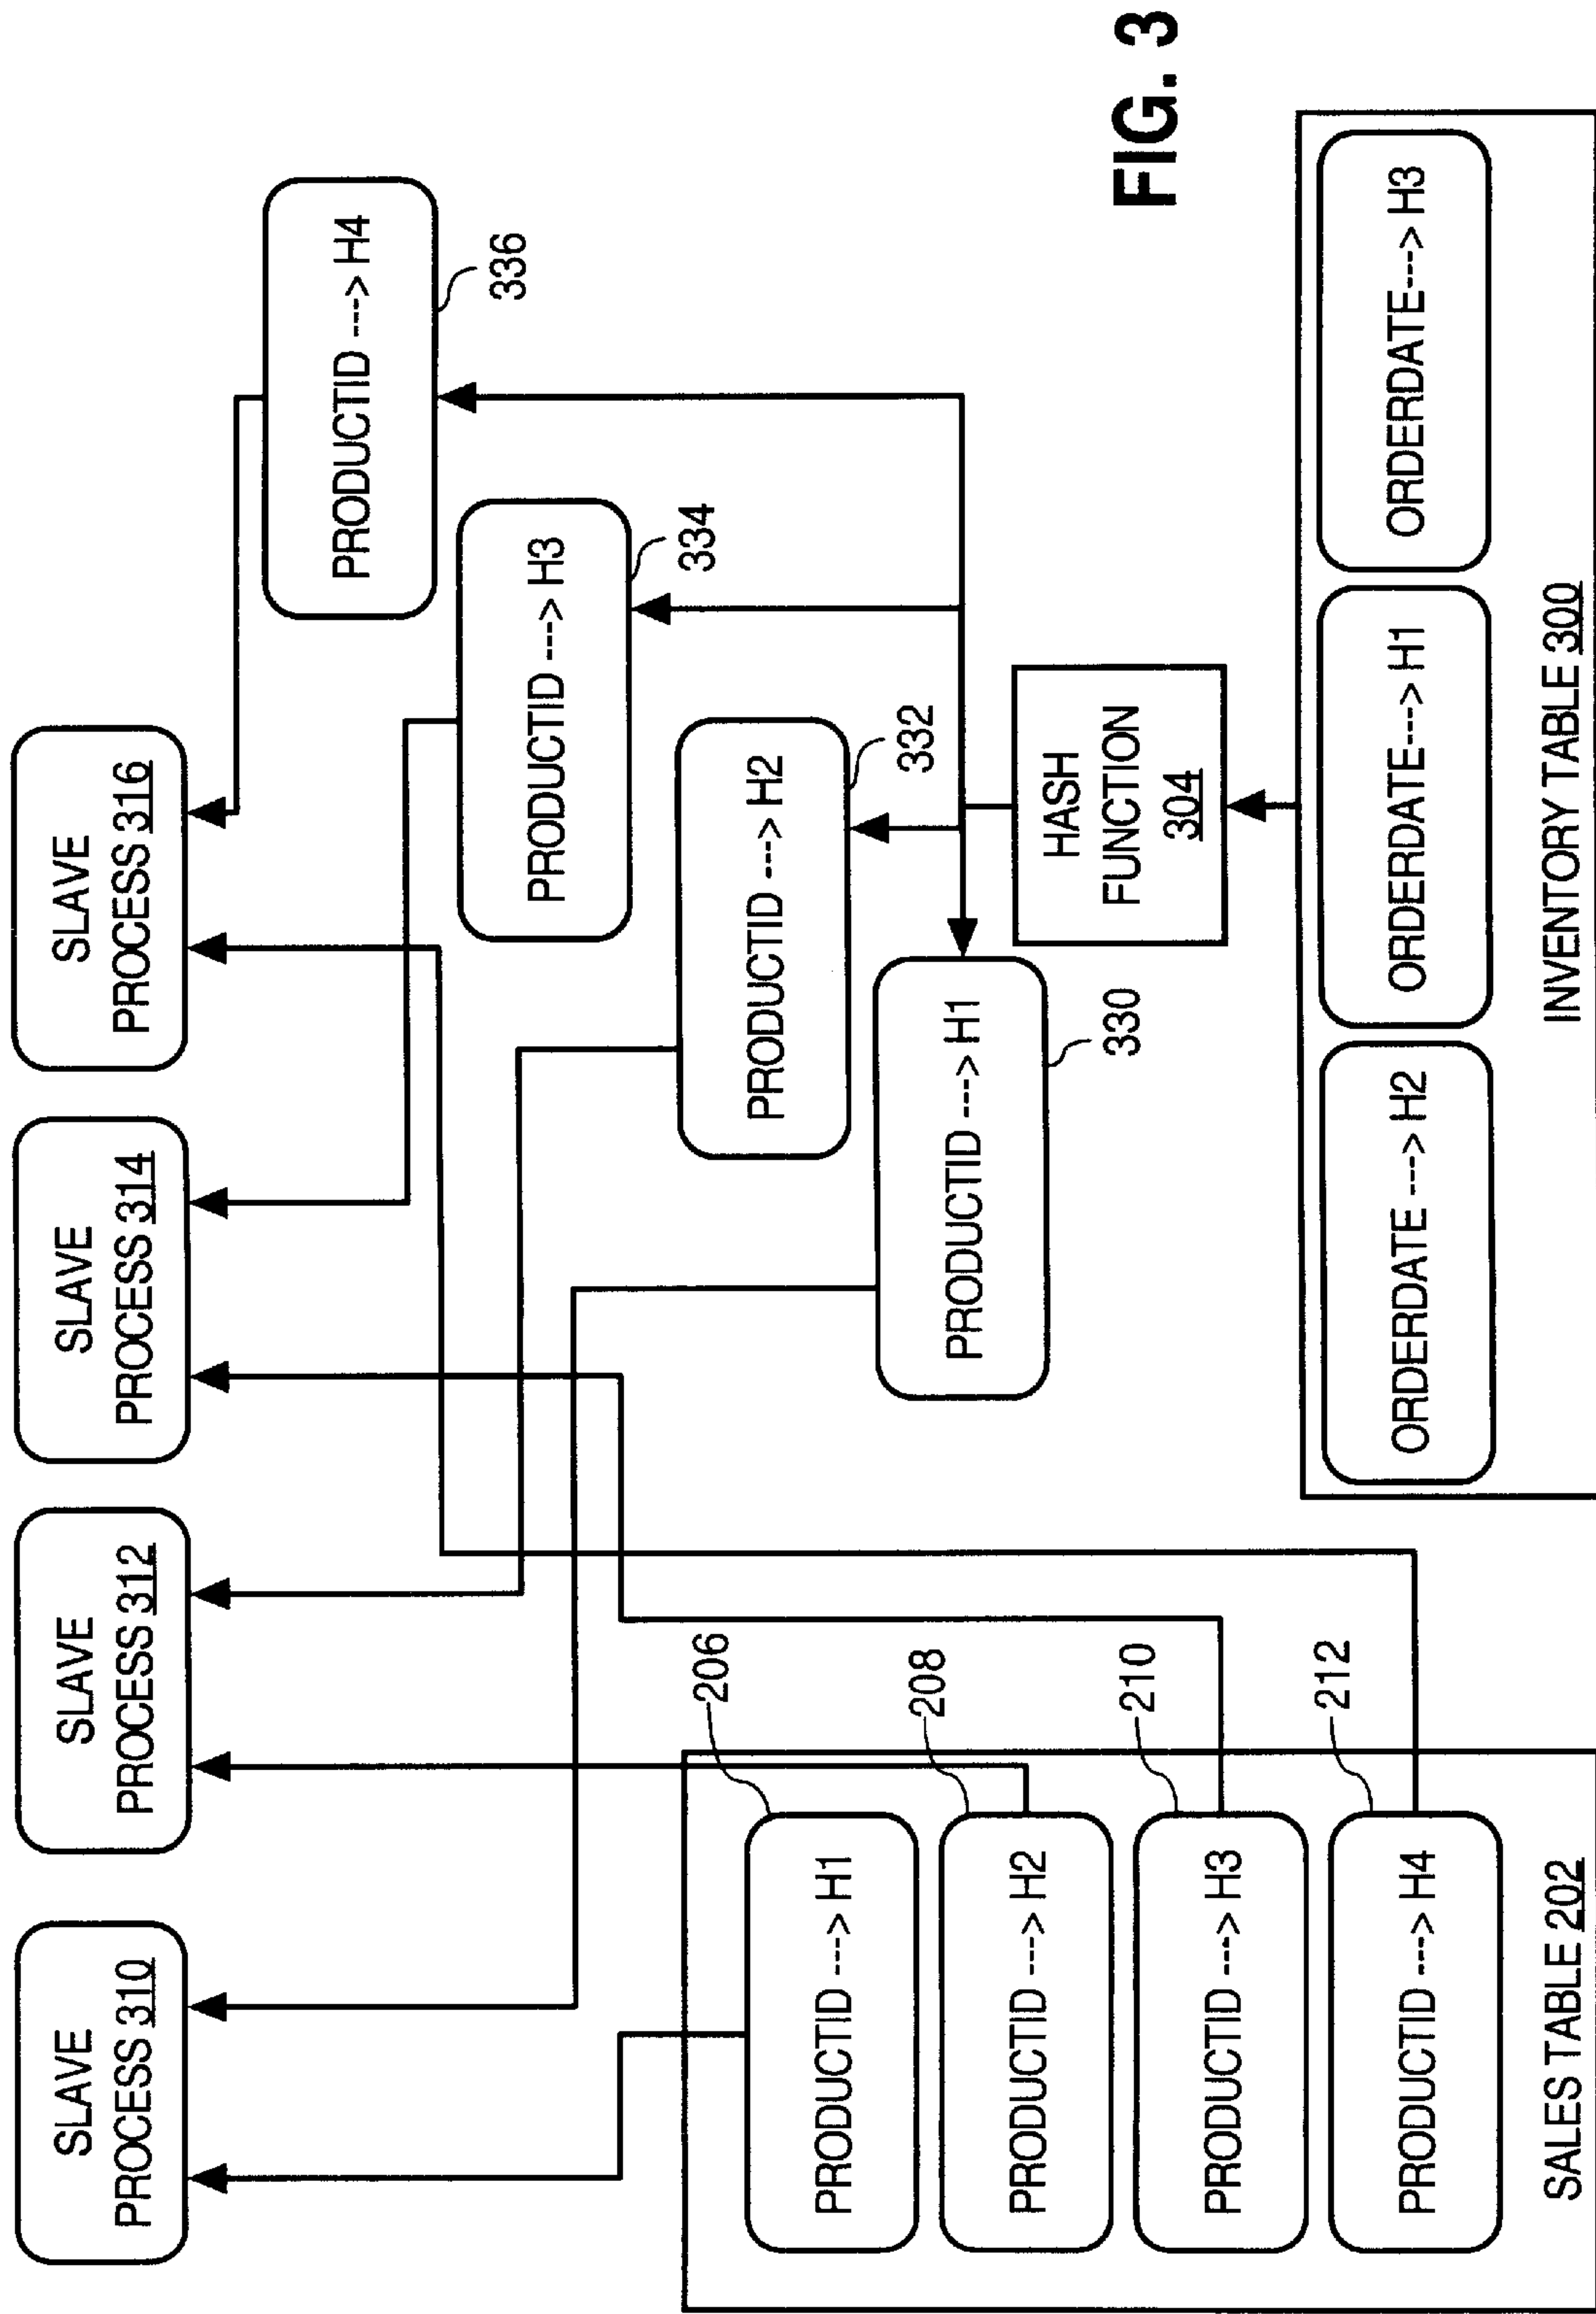 SLAVE
PROCESS 310
SLAVE
PROCESS 312
SLAVE
PROCESS 314
SLAVE
PROCESS 316
PRODUCTID ---> H4
336
PRODUCTID ---> H3
334
PRODUCTID ---> H2
332
PRODUCTID ---> H1
330
206
PRODUCTID ---> H1
208
PRODUCTID ---> H2
210
PRODUCTID ---> H3
212
PRODUCTID ---> H4
SALES TABLE 202
HASH
FUNCTION
304
ORDERDATE ---> H2
ORDERDATE---> H1
ORDERDATE---> H3
INVENTORY TABLE 300
FIG. 3